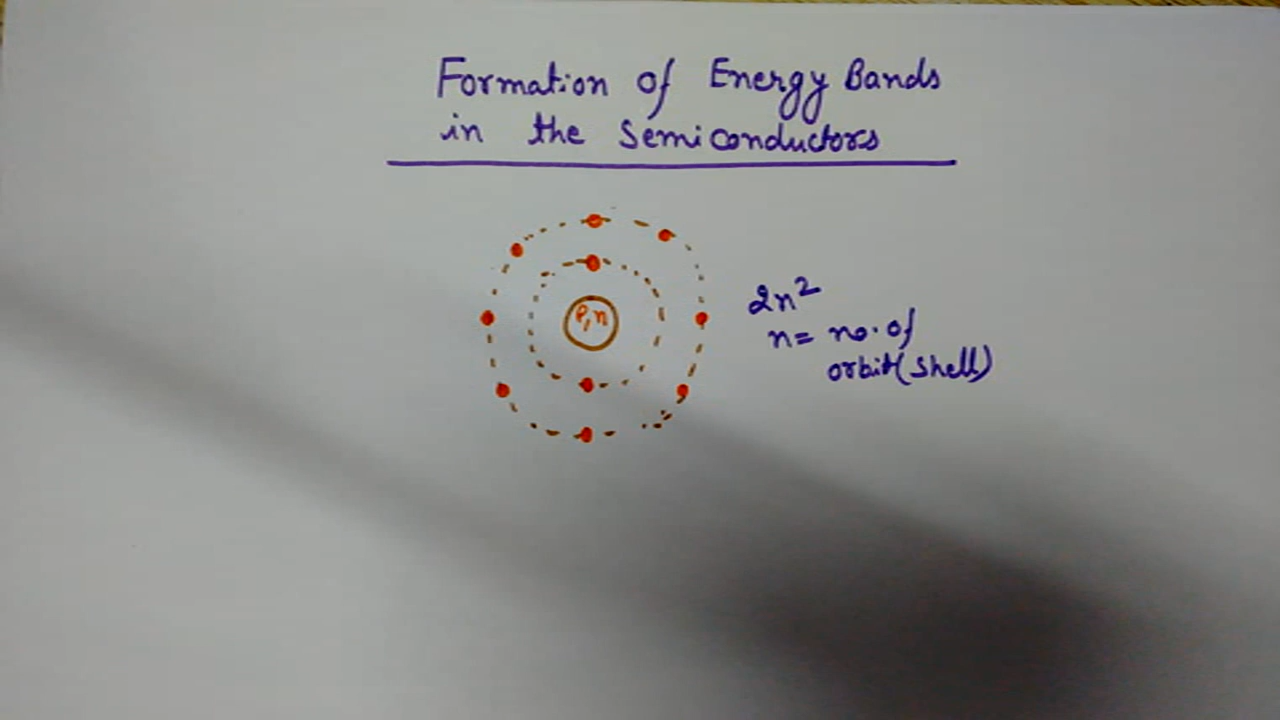 Formation of Energy Bands
in the Semiconductors
P, n
2n²
n = no. of
orbit (shell)